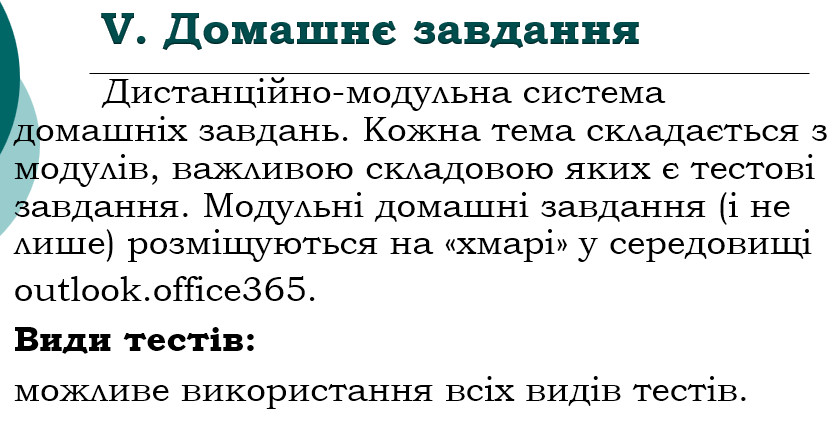 V. Домашнє завдання
Дистанційно-модульна система
домашніх завдань. Кожна тема складається з
модулів, важливою складовою яких є тестові
завдання. Модульні домашні завдання (і не
лише) розміщуються на «хмарі» у середовищі
outlook.office365.
Види тестів:
можливе використання всіх видів тестів.